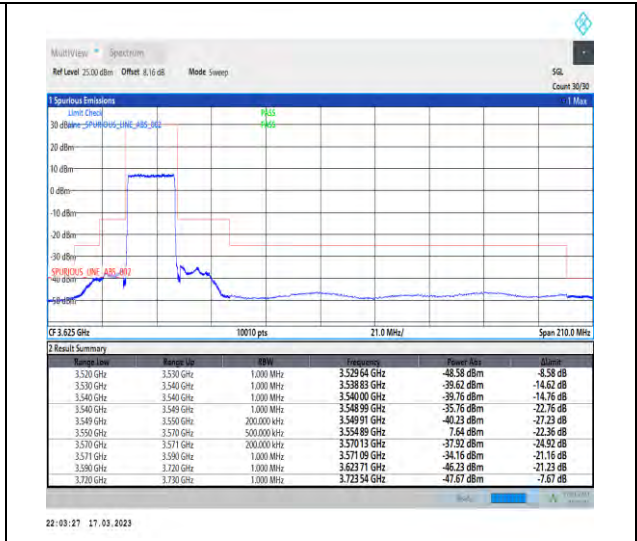 MultiView Spectrum
Ref Level 25.00 dBm Offset 8.16 dB Mode Sweep SGL
Count 30/30
1 Spurious Emissions 1 Max
Limit Check PASS
30 dBm Line _SPURIOUS_LINE_ABS_002 PASS
20 dBm
10 dBm
0 dBm
-10 dBm
-20 dBm
-30 dBm
_SPURIOUS_LINE_ABS_002
-40 dBm
-50 dBm
CF 3.625 GHz 10010 pts 21.0 MHz/ Span 210.0 MHz
2 Result Summary
Range Low Range Up RBW Frequency Power Abs ΔLimit
3.520 GHz 3.530 GHz 1.000 MHz 3.529 64 GHz -48.58 dBm -8.58 dB
3.530 GHz 3.540 GHz 1.000 MHz 3.538 83 GHz -39.62 dBm -14.62 dB
3.540 GHz 3.540 GHz 1.000 MHz 3.540 00 GHz -39.76 dBm -14.76 dB
3.540 GHz 3.549 GHz 1.000 MHz 3.548 99 GHz -35.76 dBm -22.76 dB
3.549 GHz 3.550 GHz 200.000 kHz 3.549 91 GHz -40.23 dBm -27.23 dB
3.550 GHz 3.570 GHz 500.000 kHz 3.554 89 GHz 7.64 dBm -22.36 dB
3.570 GHz 3.571 GHz 200.000 kHz 3.570 13 GHz -37.92 dBm -24.92 dB
3.571 GHz 3.590 GHz 1.000 MHz 3.571 09 GHz -34.16 dBm -21.16 dB
3.590 GHz 3.720 GHz 1.000 MHz 3.623 71 GHz -46.23 dBm -21.23 dB
3.720 GHz 3.730 GHz 1.000 MHz 3.723 54 GHz -47.67 dBm -7.67 dB
22:03:27 17.03.2023